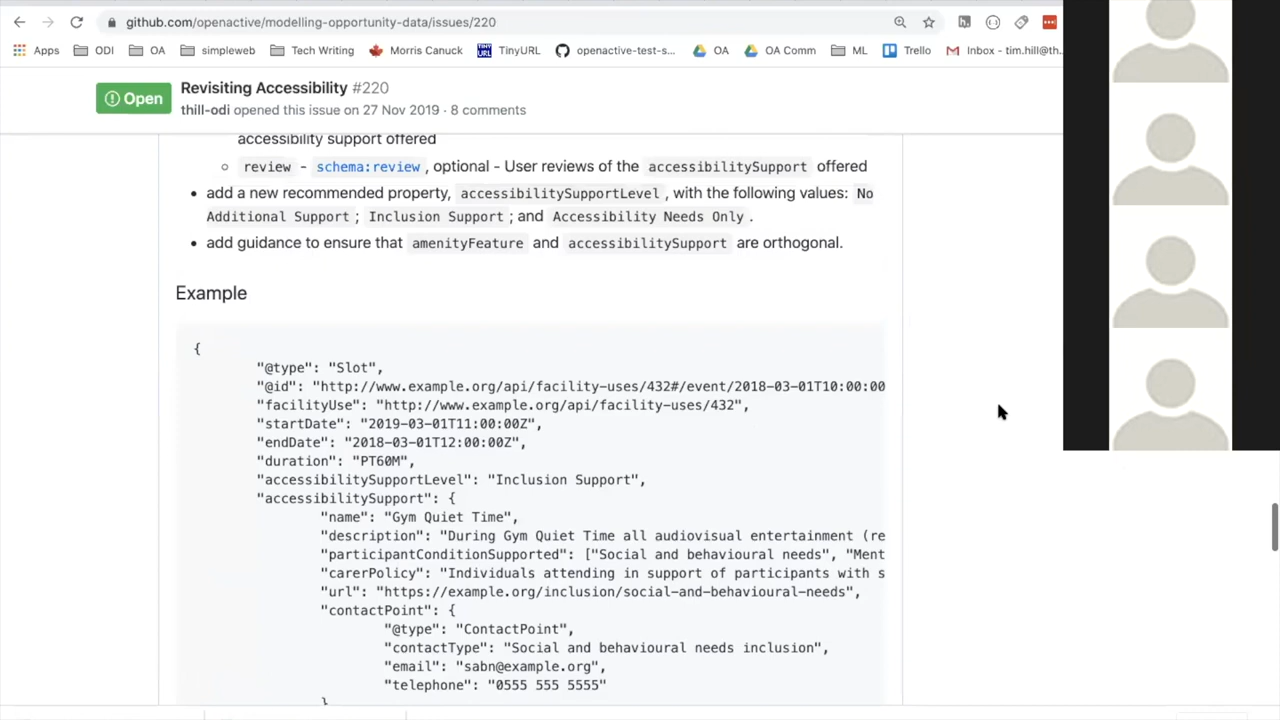 github.com/openactive/modelling-opportunity-data/issues/220
Apps ODI OA simpleweb Tech Writing Morris Canuck TinyURL openactive-test-s... OA OA Comm ML Trello Inbox - tim.hill@th...
Open Revisiting Accessibility #220
thill-odi opened this issue on 27 Nov 2019 · 8 comments
accessibility support offered
review - schema:review, optional - User reviews of the accessibilitySupport offered
add a new recommended property, accessibilitySupportLevel, with the following values: No
Additional Support; Inclusion Support; and Accessibility Needs Only.
add guidance to ensure that amenityFeature and accessibilitySupport are orthogonal.
Example
{
"@type": "Slot",
"@id": "http://www.example.org/api/facility-uses/432#/event/2018-03-01T10:00:00
"facilityUse": "http://www.example.org/api/facility-uses/432",
"startDate": "2019-03-01T11:00:00Z",
"endDate": "2018-03-01T12:00:00Z",
"duration": "PT60M",
"accessibilitySupportLevel": "Inclusion Support",
"accessibilitySupport": {
"name": "Gym Quiet Time",
"description": "During Gym Quiet Time all audiovisual entertainment (re
"participantConditionSupported": ["Social and behavioural needs", "Ment
"carerPolicy": "Individuals attending in support of participants with s
"url": "https://example.org/inclusion/social-and-behavioural-needs",
"contactPoint": {
"@type": "ContactPoint",
"contactType": "Social and behavioural needs inclusion",
"email": "sabn@example.org",
"telephone": "0555 555 5555"
}